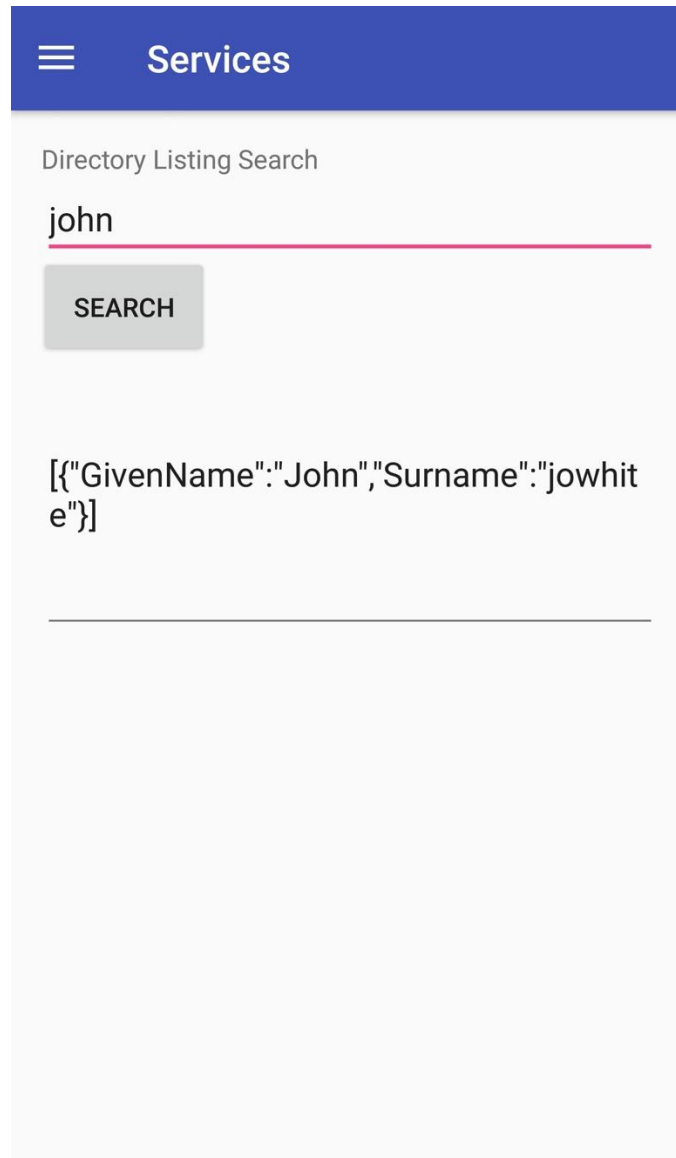 Services
Directory Listing Search
john
SEARCH
[{"GivenName":"John","Surname":"jowhit
e"}]